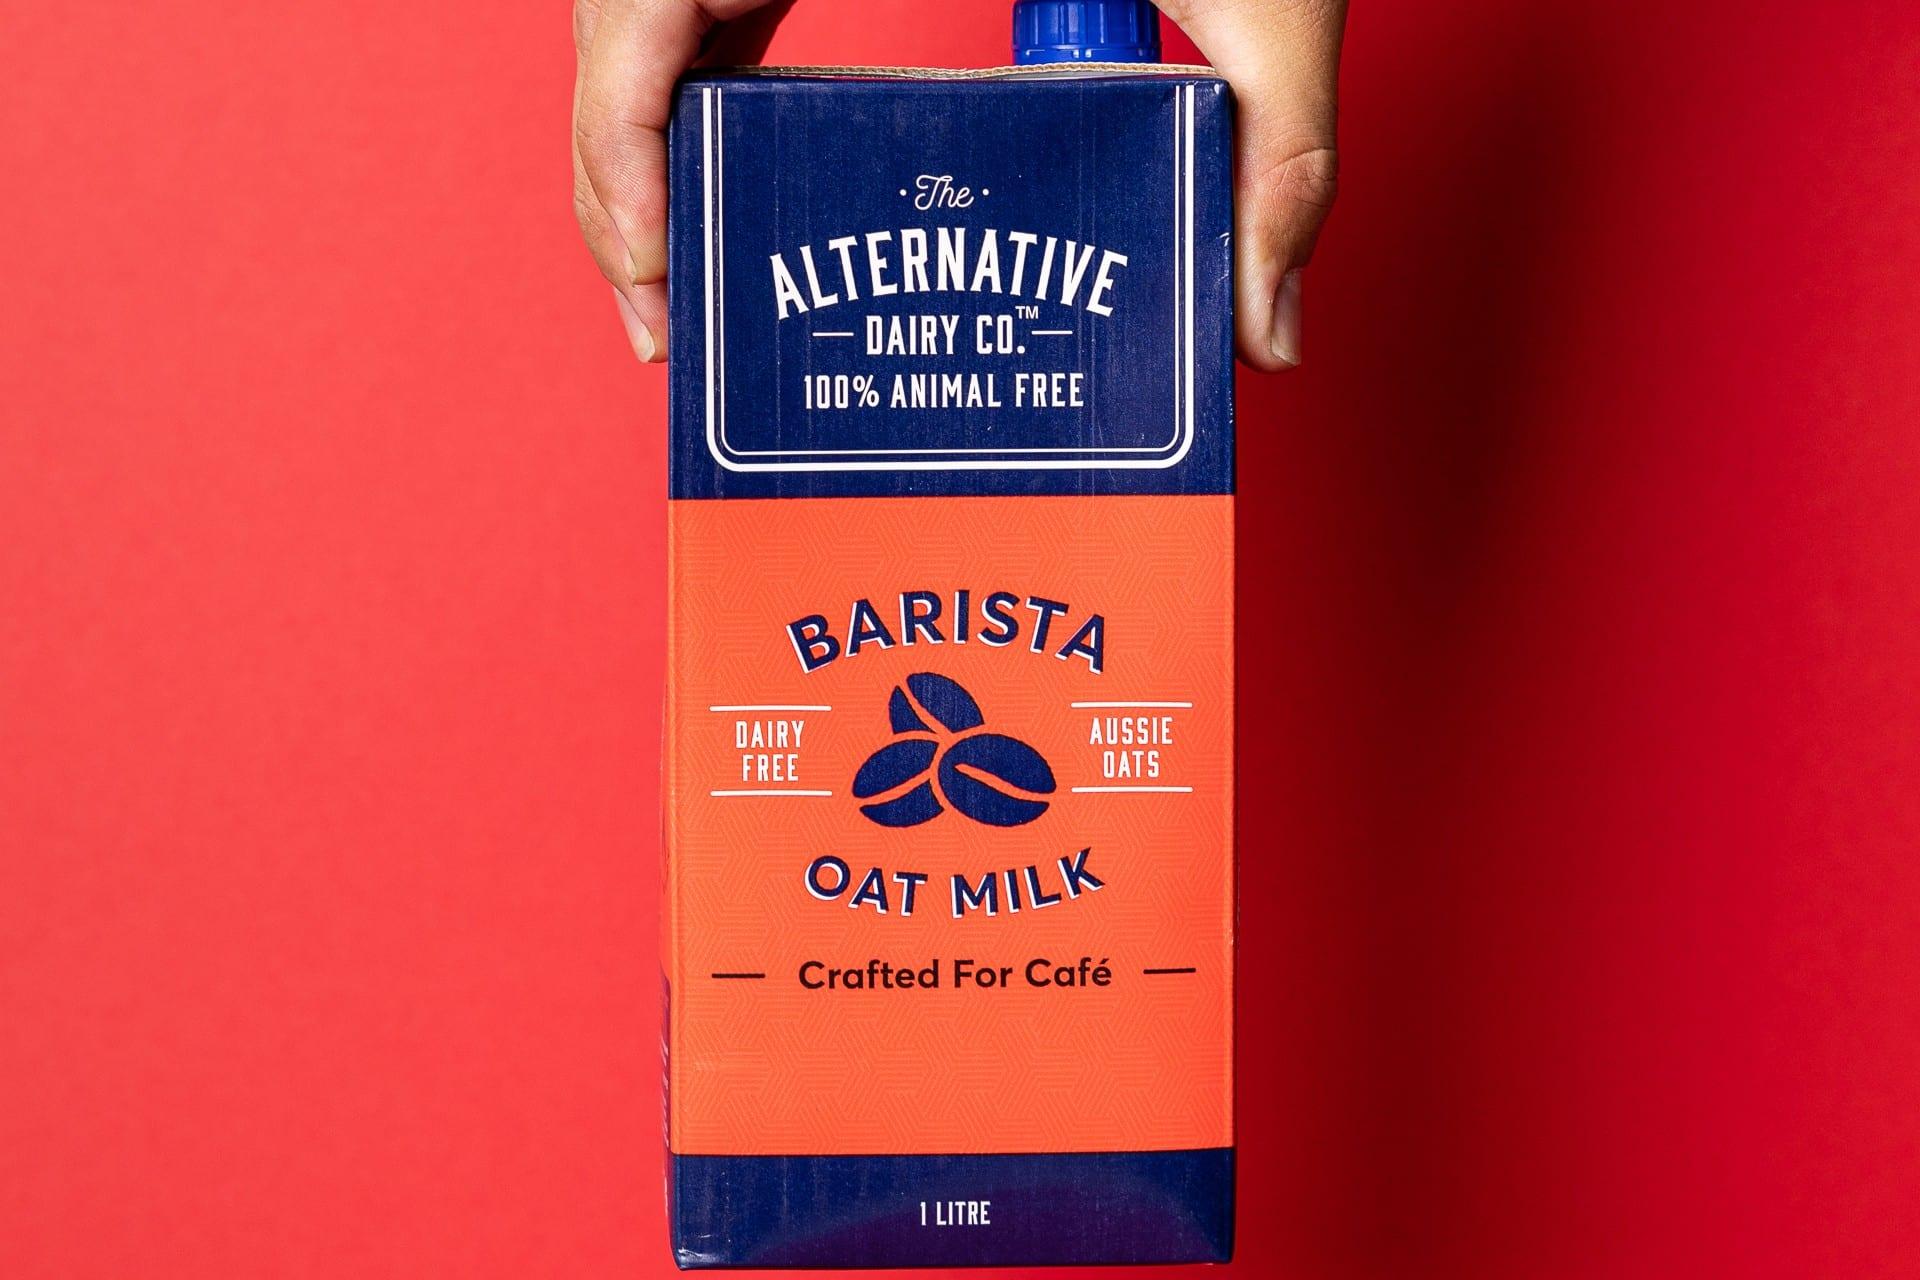 The
ALTERNATIVE
DAIRY CO.™
100% ANIMAL FREE
BARISTA
DAIRY
FREE
AUSSIE
OATS
OAT MILK
Crafted For Café
1 LITRE